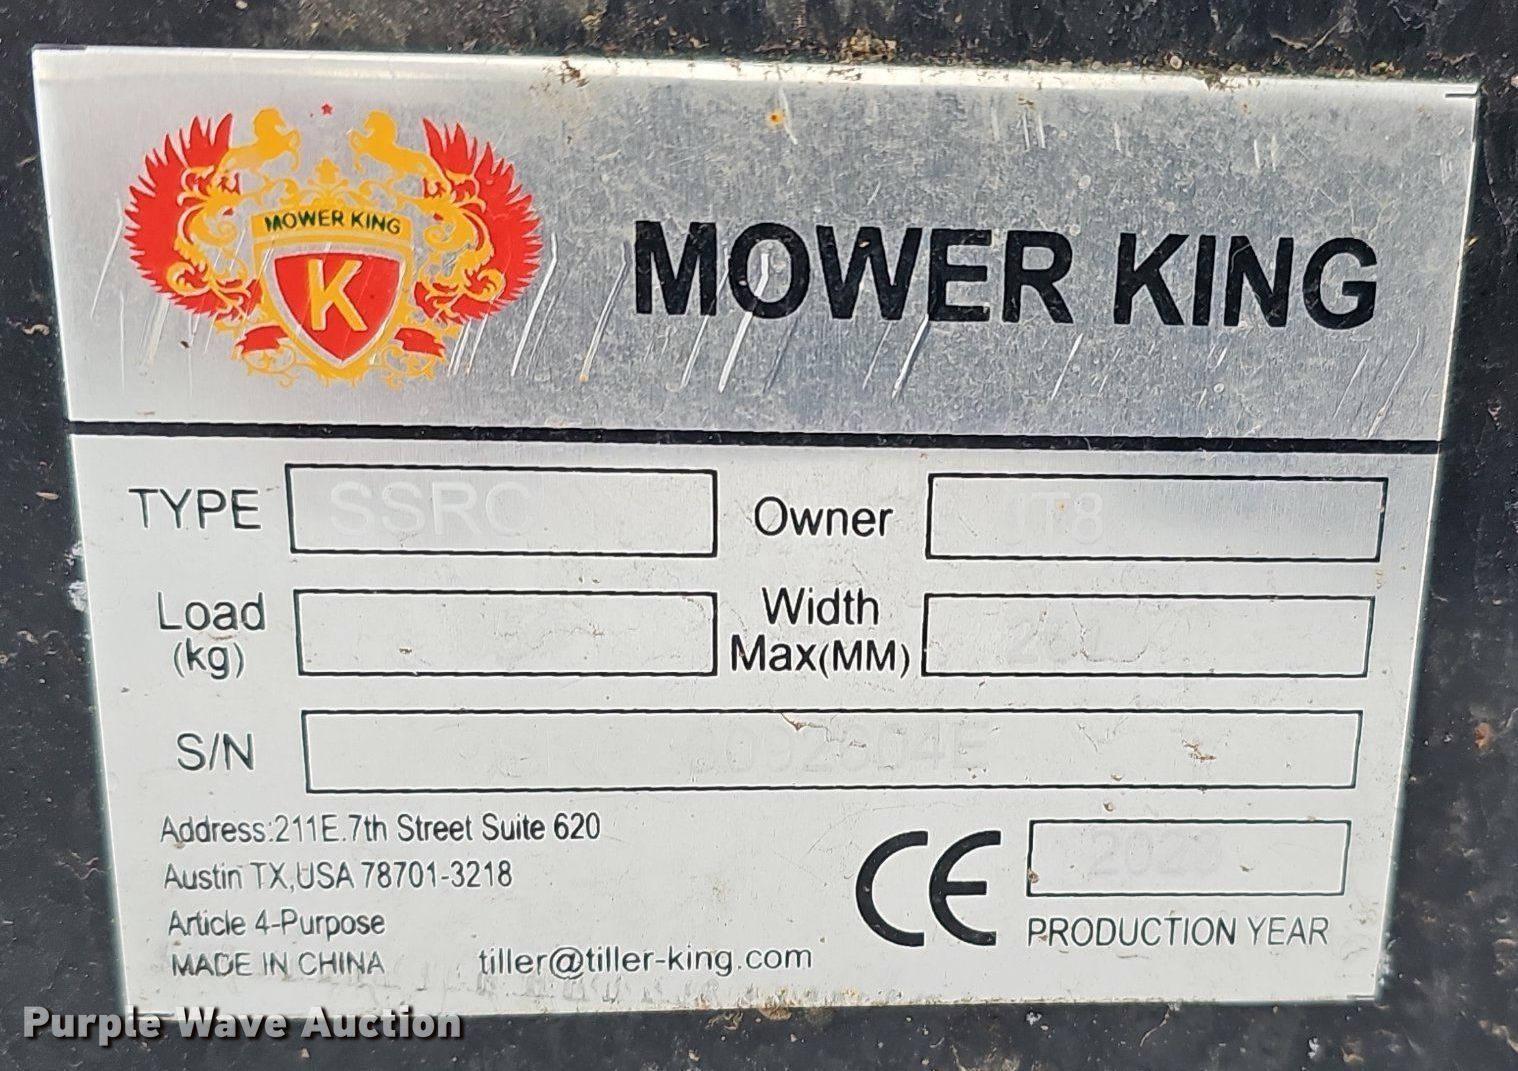 MOWER KING
K
MOWER KING
TYPE SSRC Owner JT8
Load
(kg)
Width
Max(MM)
S/N
Address:211E.7th Street Suite 620
Austin TX,USA 78701-3218
Article 4-Purpose
MADE IN CHINA
tiller@tiller-king.com
CE
2023
PRODUCTION YEAR
Purple Wave Auction